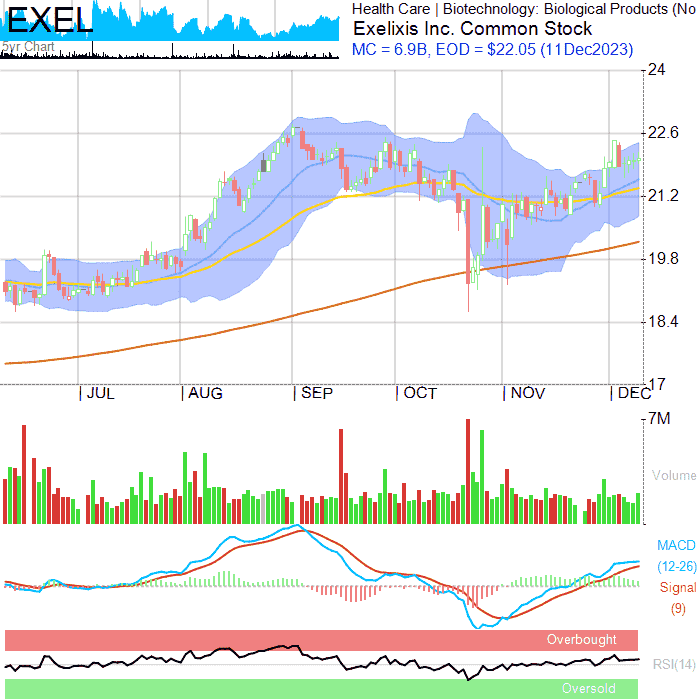 EXEL
5yr Chart
Health Care | Biotechnology: Biological Products (No
Exelixis Inc. Common Stock
MC = 6.9B, EOD = $22.05 (11Dec2023)
24
22.6
21.2
19.8
18.4
17
JUL AUG SEP OCT NOV DEC
7M
Volume
MACD
(12-26)
Signal
(9)
Overbought
RSI(14)
Oversold